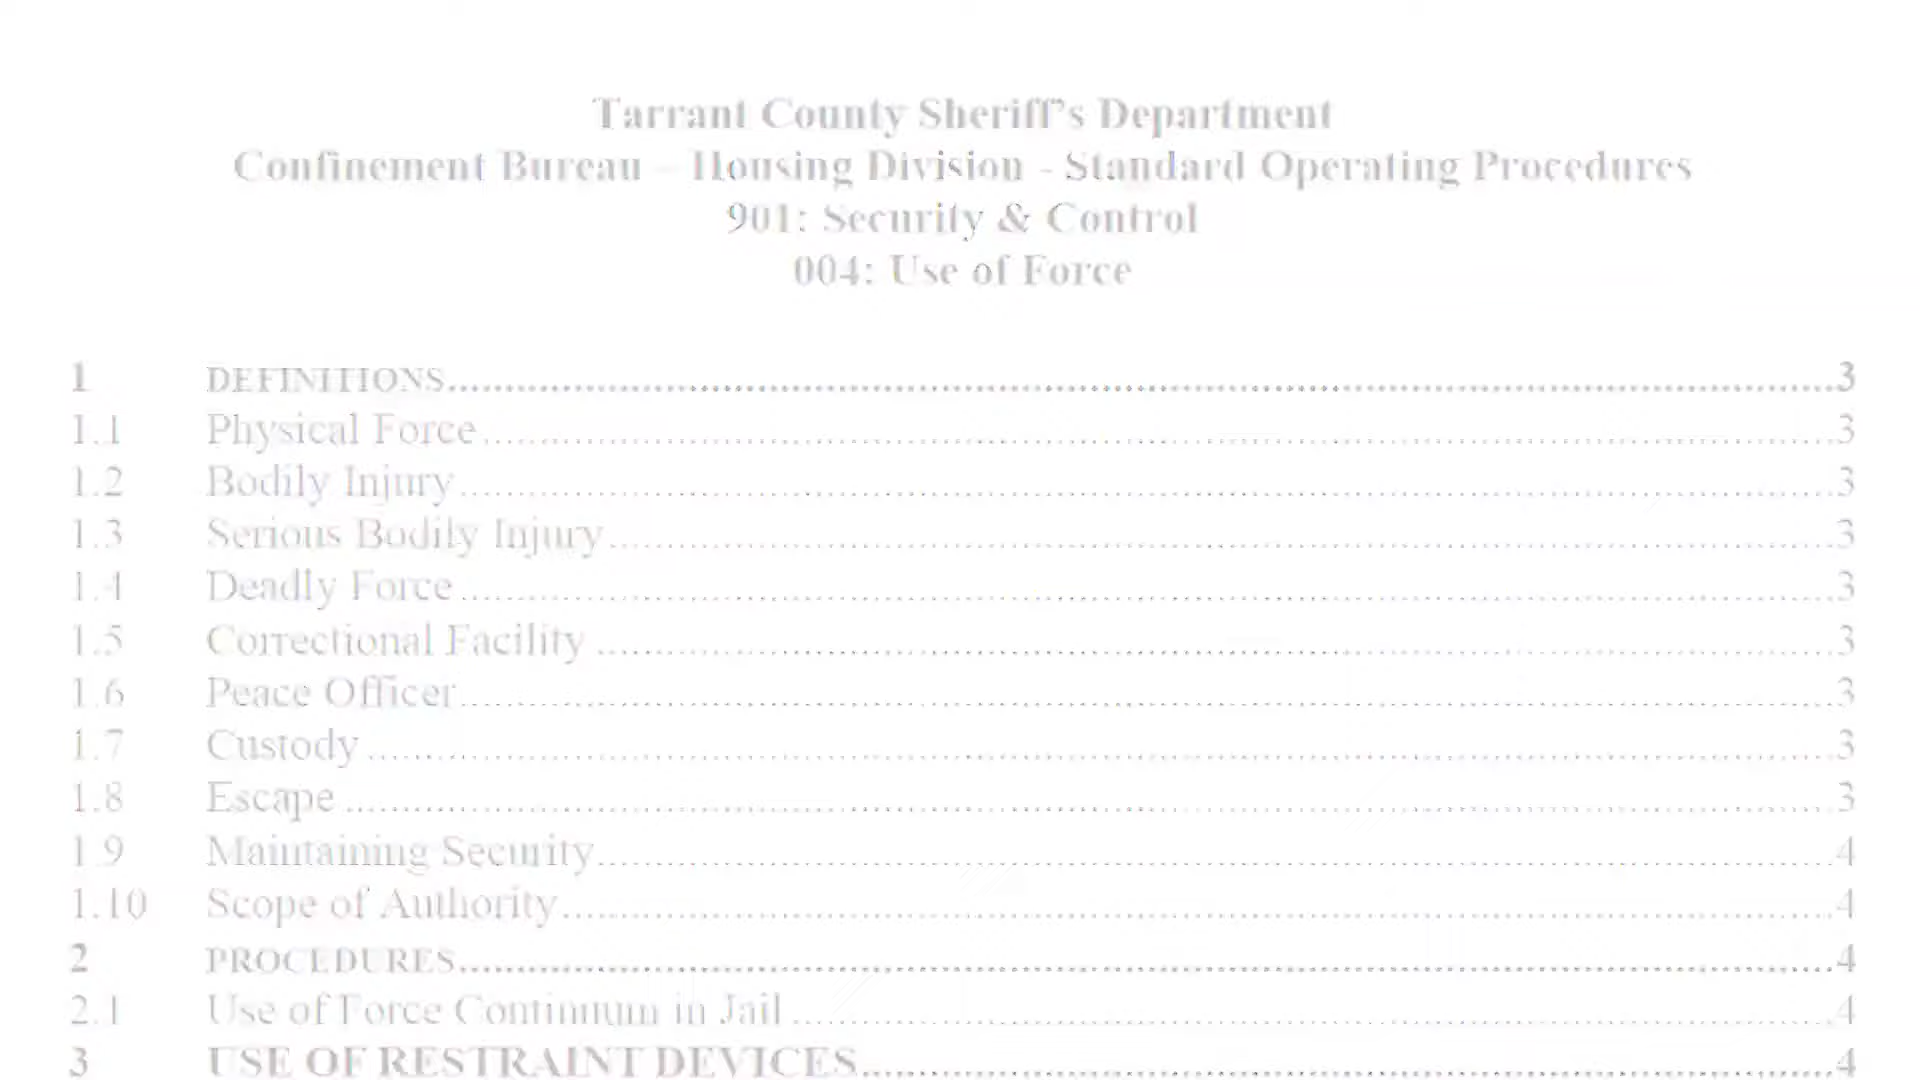 Tarrant County Sheriff's Department
Confinement Bureau – Housing Division - Standard Operating Procedures
901: Security & Control
004: Use of Force
1 DEFINITIONS........................................3
1.1 Physical Force........................................3
1.2 Bodily Injury........................................3
1.3 Serious Bodily Injury........................................3
1.4 Deadly Force........................................3
1.5 Correctional Facility........................................3
1.6 Peace Officer........................................3
1.7 Custody........................................3
1.8 Escape........................................3
1.9 Maintaining Security........................................4
1.10 Scope of Authority........................................4
2 PROCEDURES........................................4
2.1 Use of Force Continuum in Jail........................................4
3 USE OF RESTRAINT DEVICES........................................4